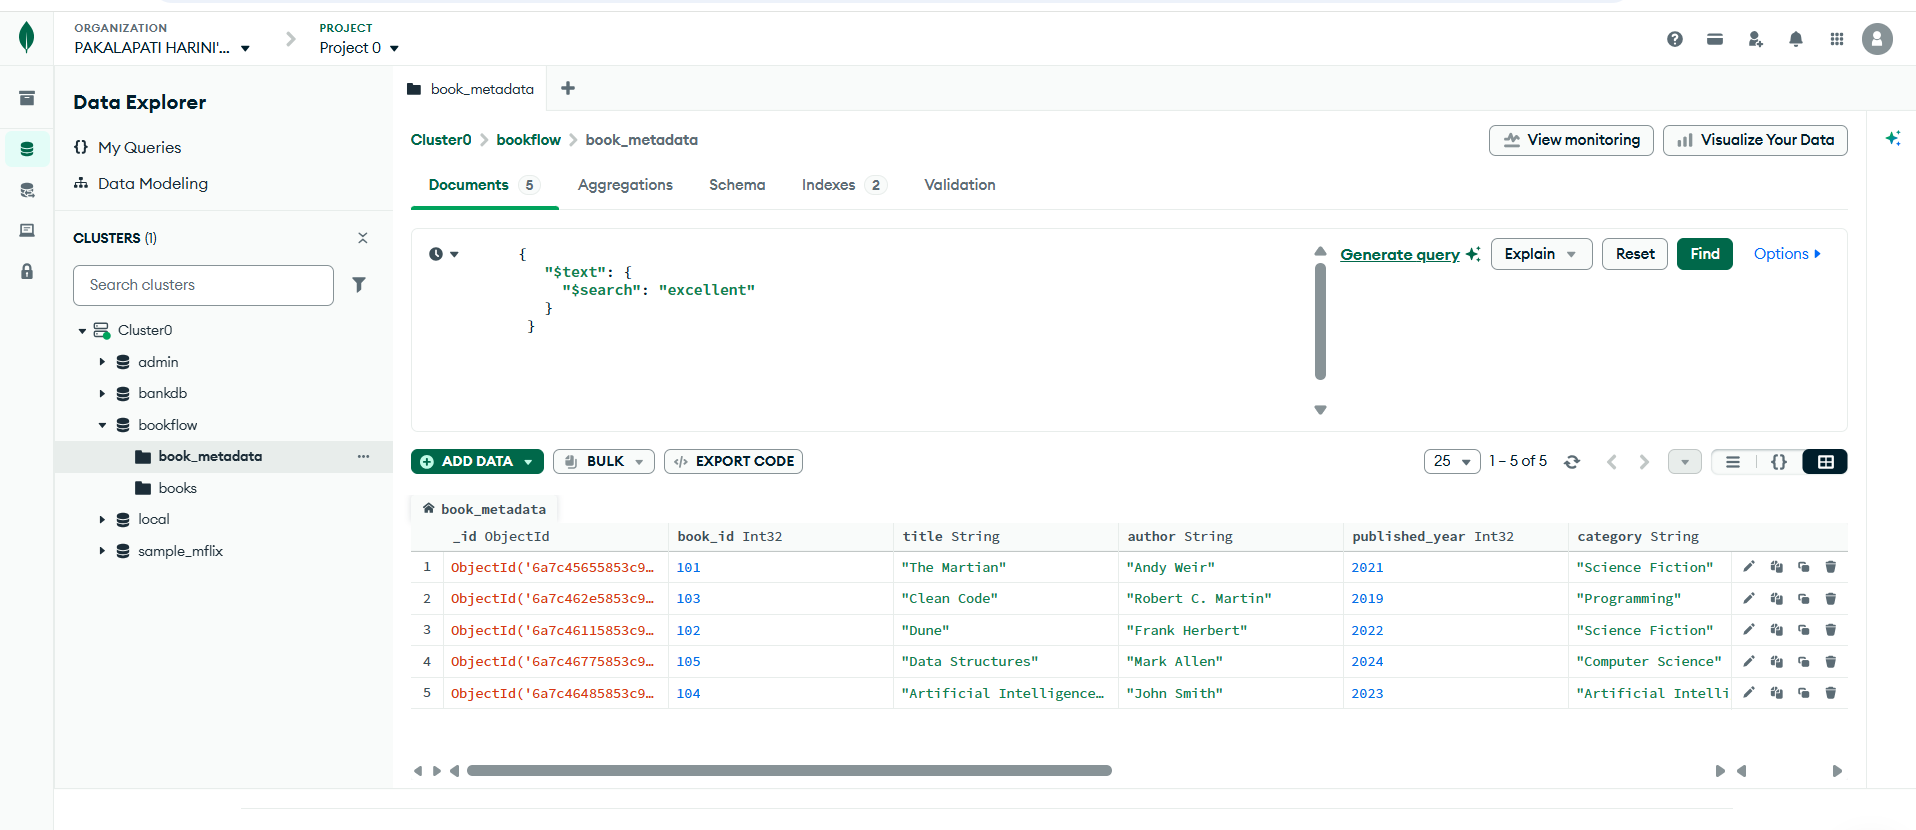 ORGANIZATION
PAKALAPATI HARINI'...
PROJECT
Project 0
Data Explorer
My Queries
Data Modeling
CLUSTERS (1)
Search clusters
Cluster0
admin
bankdb
bookflow
book_metadata
books
local
sample_mflix
book_metadata
Cluster0 > bookflow > book_metadata
View monitoring
Visualize Your Data
Documents 5 Aggregations Schema Indexes 2 Validation
{
"$text": {
"$search": "excellent"
}
}
Generate query Explain Reset Find Options
ADD DATA BULK EXPORT CODE
25 1 – 5 of 5
book_metadata
_id ObjectId book_id Int32 title String author String published_year Int32 category String
1 ObjectId('6a7c45655853c9… 101 "The Martian" "Andy Weir" 2021 "Science Fiction"
2 ObjectId('6a7c462e5853c9… 103 "Clean Code" "Robert C. Martin" 2019 "Programming"
3 ObjectId('6a7c46115853c9… 102 "Dune" "Frank Herbert" 2022 "Science Fiction"
4 ObjectId('6a7c46775853c9… 105 "Data Structures" "Mark Allen" 2024 "Computer Science"
5 ObjectId('6a7c46485853c9… 104 "Artificial Intelligence… "John Smith" 2023 "Artificial Intelli